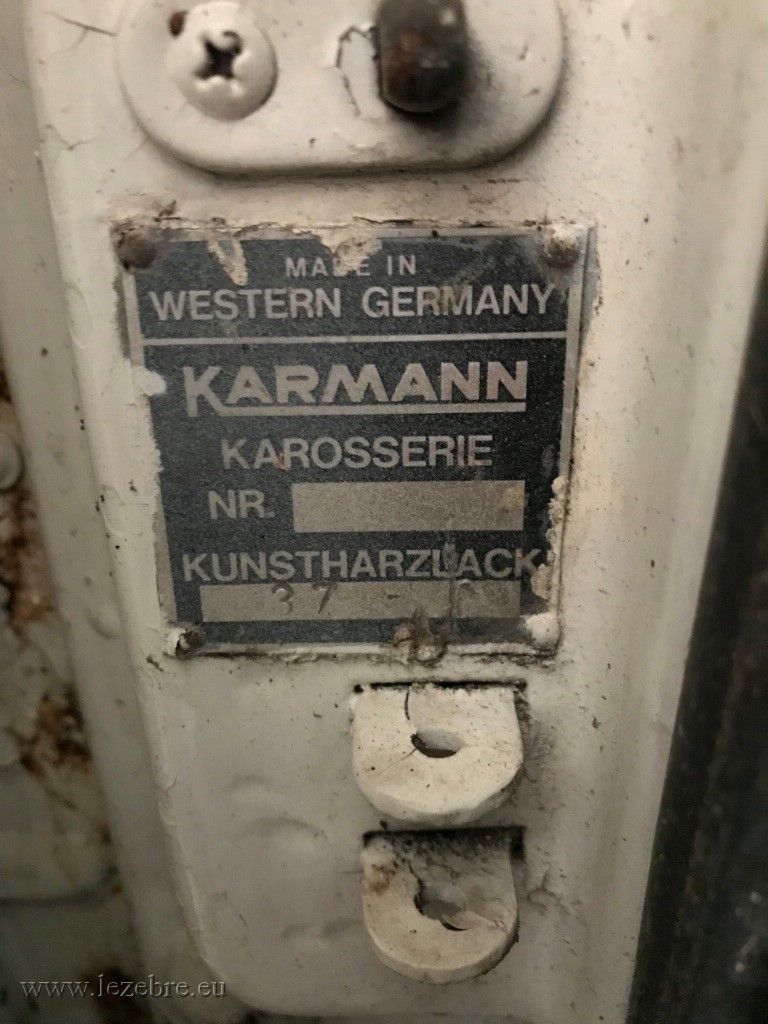 MADE IN
WESTERN GERMANY
KARMANN
KAROSSERIE
NR.
KUNSTHARZLACK
37 -
www.lezebre.eu